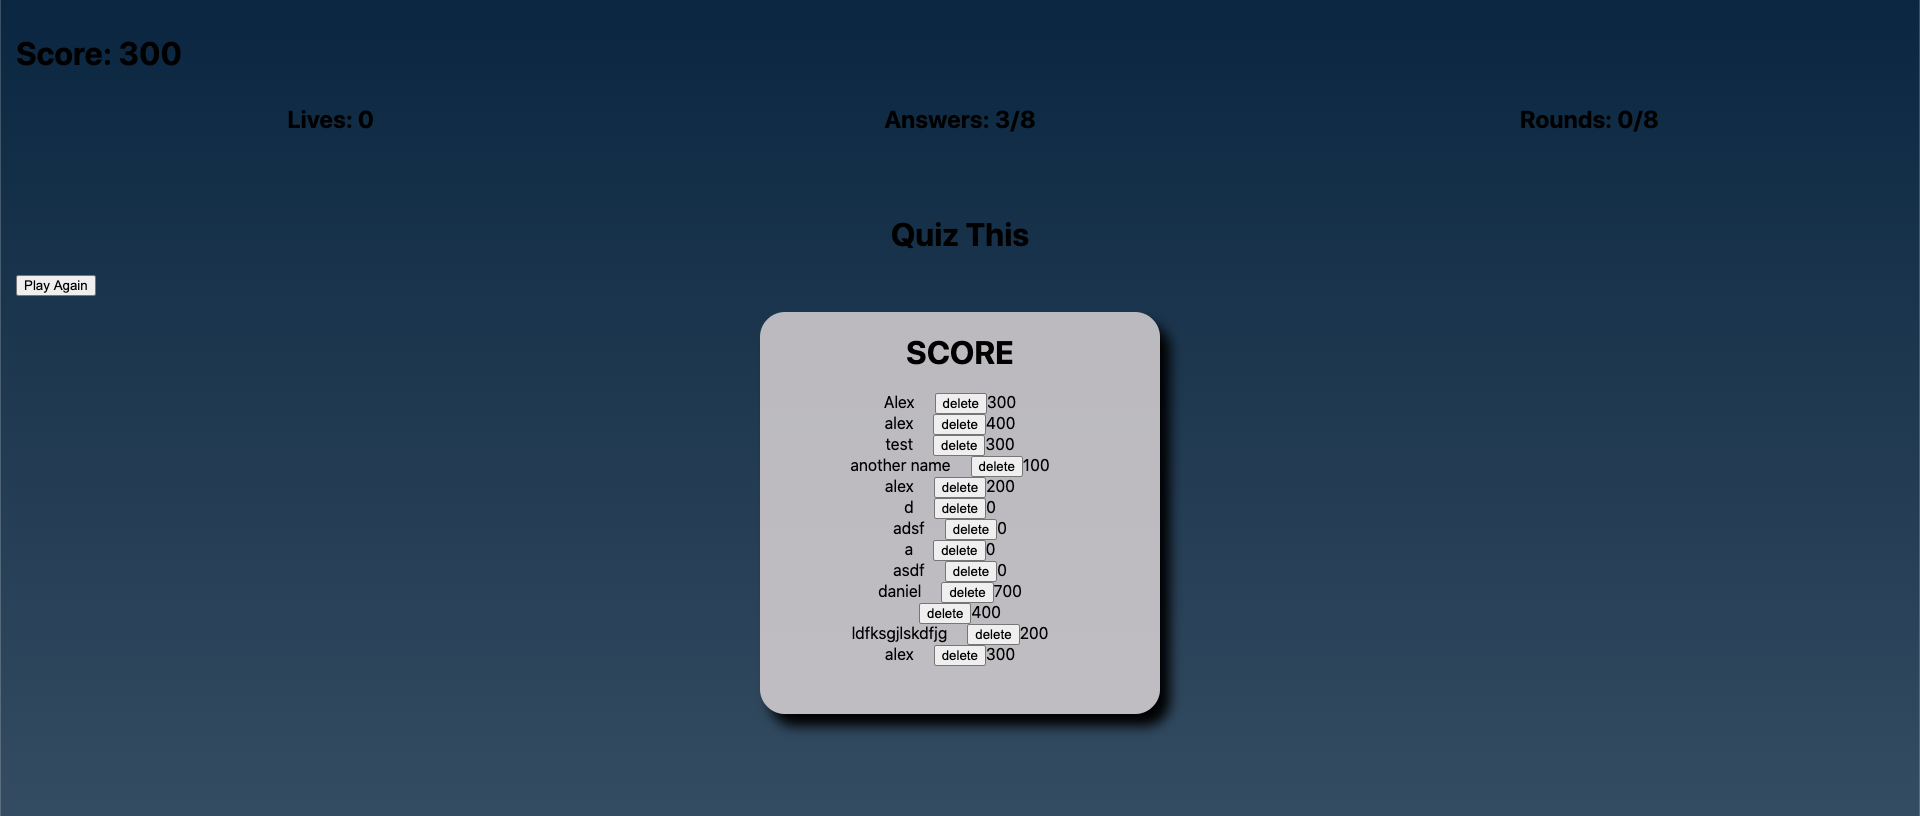 Score: 300
Lives: 0 Answers: 3/8 Rounds: 0/8
Quiz This
Play Again
SCORE
Alex delete 300
alex delete 400
test delete 300
another name delete 100
alex delete 200
d delete 0
adsf delete 0
a delete 0
asdf delete 0
daniel delete 700
delete 400
ldfksgjlskdfjg delete 200
alex delete 300